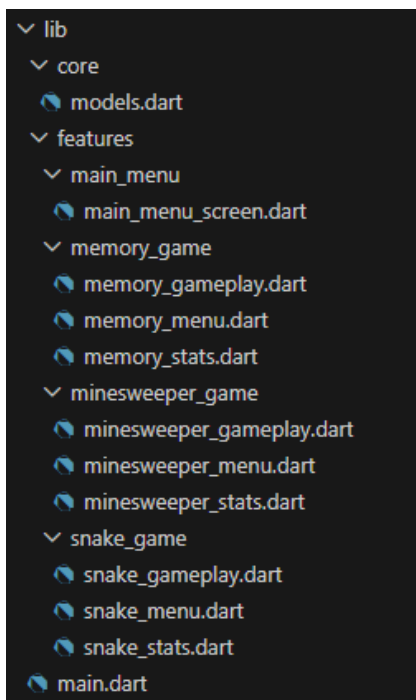 lib
core
models.dart
features
main_menu
main_menu_screen.dart
memory_game
memory_gameplay.dart
memory_menu.dart
memory_stats.dart
minesweeper_game
minesweeper_gameplay.dart
minesweeper_menu.dart
minesweeper_stats.dart
snake_game
snake_gameplay.dart
snake_menu.dart
snake_stats.dart
main.dart